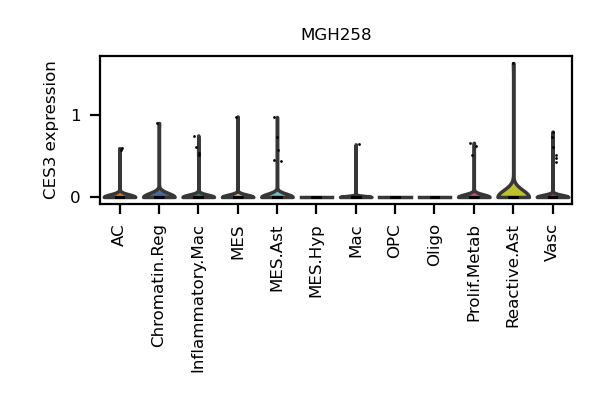 MGH258
CES3 expression
1
0
AC
Chromatin.Reg
Inflammatory.Mac
MES
MES.Ast
MES.Hyp
Mac
OPC
Oligo
Prolif.Metab
Reactive.Ast
Vasc